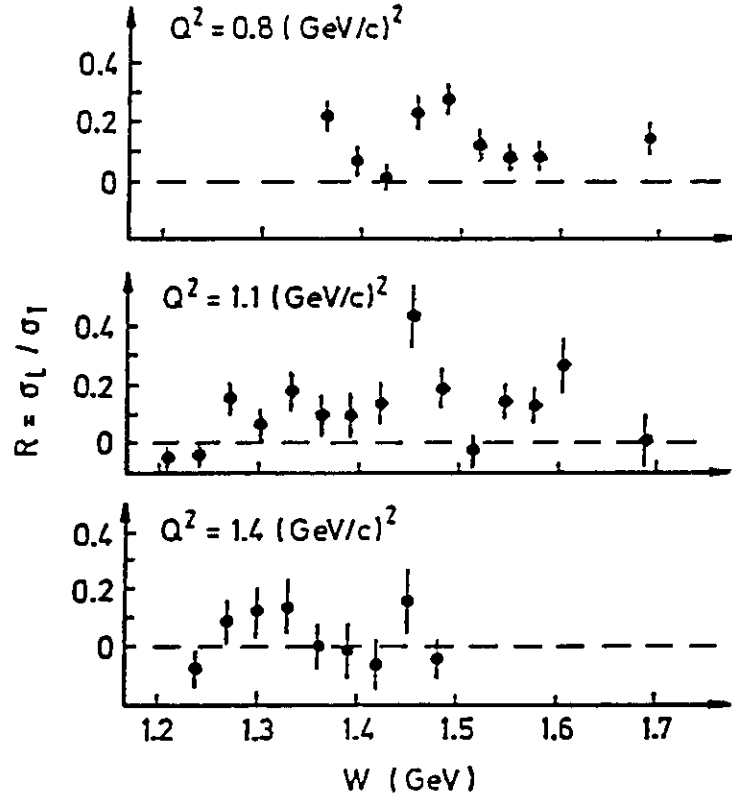 Q² = 0.8 (GeV/c)²
0.4
0.2
0
Q² = 1.1 (GeV/c)²
0.4
0.2
0
R = σL / σT
Q² = 1.4 (GeV/c)²
0.4
0.2
0
1.2 1.3 1.4 1.5 1.6 1.7
W (GeV)